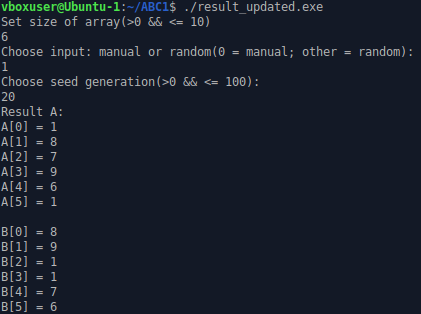 vboxuser@Ubuntu-1:~/ABC1$ ./result_updated.exe
Set size of array(>0 && <= 10)
6
Choose input: manual or random(0 = manual; other = random):
1
Choose seed generation(>0 && <= 100):
20
Result A:
A[0] = 1
A[1] = 8
A[2] = 7
A[3] = 9
A[4] = 6
A[5] = 1
B[0] = 8
B[1] = 9
B[2] = 1
B[3] = 1
B[4] = 7
B[5] = 6